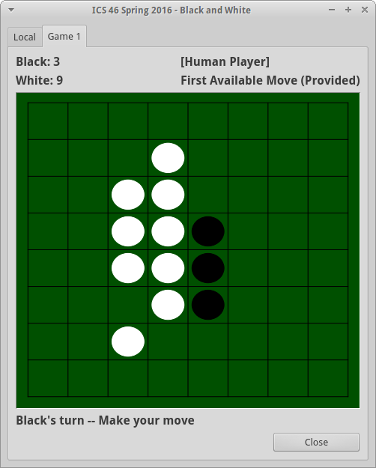 ICS 46 Spring 2016 - Black and White
Local Game 1
Black: 3 [Human Player]
White: 9 First Available Move (Provided)
Black's turn -- Make your move
Close